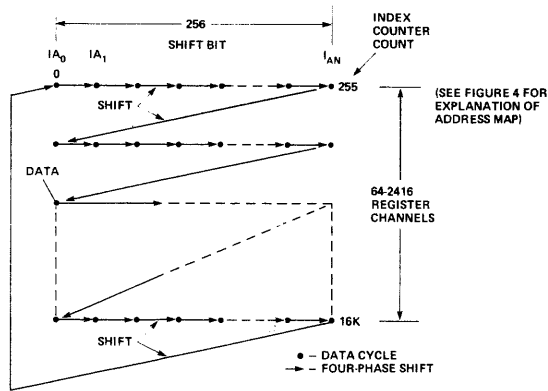 256
SHIFT BIT
INDEX
COUNTER
COUNT
IA0
IA1
IAN
0
255
SHIFT
(SEE FIGURE 4 FOR
EXPLANATION OF
ADDRESS MAP)
DATA
64-2416
REGISTER
CHANNELS
16K
SHIFT
• – DATA CYCLE
→ – FOUR-PHASE SHIFT